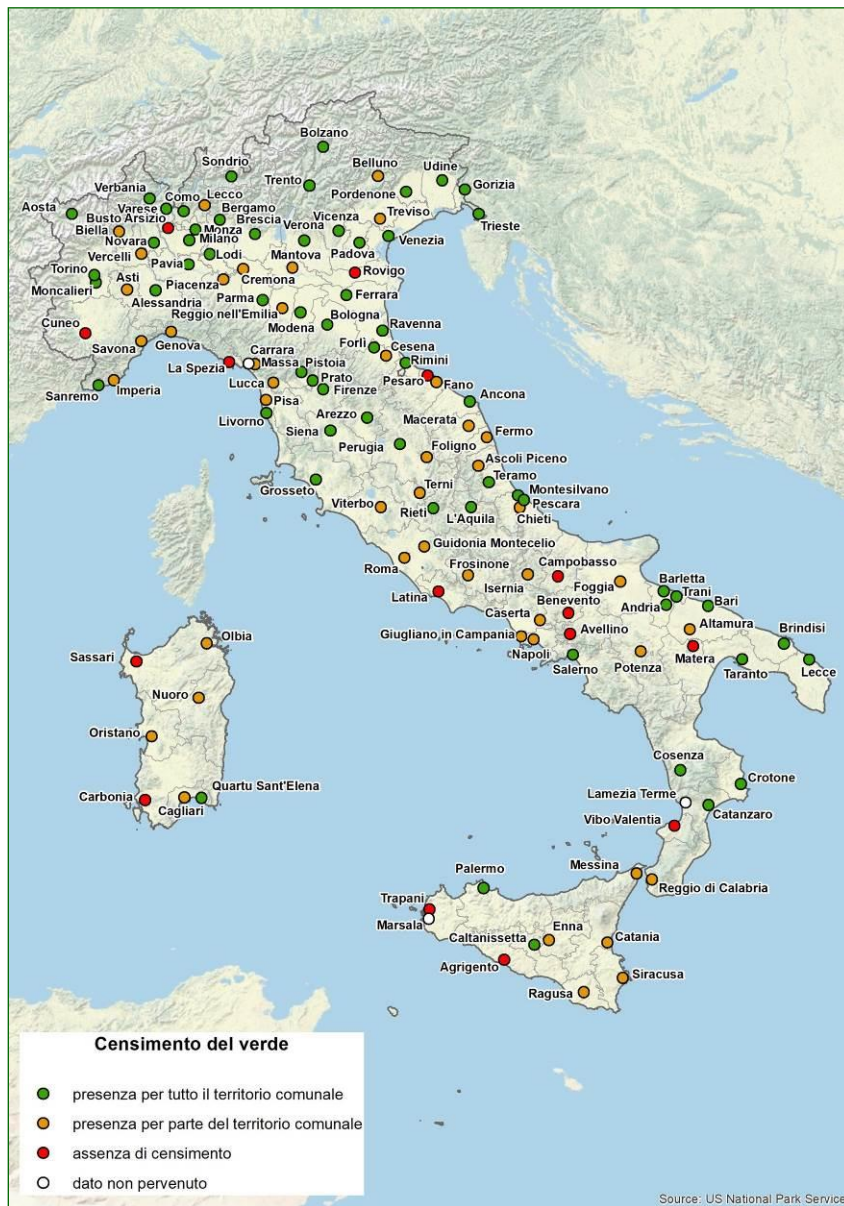 Bolzano
Sondrio
Belluno
Udine
Verbania
Trento
Pordenone
Gorizia
Como
Lecco
Aosta
Varese
Bergamo
Treviso
Busto Arsizio
Brescia
Verona
Vicenza
Trieste
Biella
Monza
Novara
Milano
Venezia
Vercelli
Lodi
Mantova
Padova
Torino
Pavia
Rovigo
Asti
Piacenza
Cremona
Moncalieri
Alessandria
Parma
Ferrara
Reggio nell'Emilia
Bologna
Cuneo
Modena
Ravenna
Savona
Genova
Forlì
Cesena
Carrara
La Spezia
Massa
Pistoia
Rimini
Prato
Pesaro
Fano
Lucca
Firenze
Sanremo
Imperia
Pisa
Ancona
Livorno
Arezzo
Macerata
Siena
Fermo
Perugia
Foligno
Ascoli Piceno
Teramo
Grosseto
Terni
Montesilvano
Viterbo
Pescara
Rieti
L'Aquila
Chieti
Guidonia Montecelio
Roma
Frosinone
Campobasso
Isernia
Foggia
Barletta
Trani
Latina
Benevento
Andria
Bari
Caserta
Avellino
Altamura
Brindisi
Giugliano in Campania
Napoli
Olbia
Salerno
Potenza
Matera
Taranto
Lecce
Sassari
Nuoro
Oristano
Cosenza
Quartu Sant'Elena
Crotone
Carbonia
Lamezia Terme
Cagliari
Catanzaro
Vibo Valentia
Messina
Palermo
Reggio di Calabria
Trapani
Marsala
Enna
Caltanissetta
Catania
Agrigento
Siracusa
Ragusa
Censimento del verde
presenza per tutto il territorio comunale
presenza per parte del territorio comunale
assenza di censimento
dato non pervenuto
Source: US National Park Service